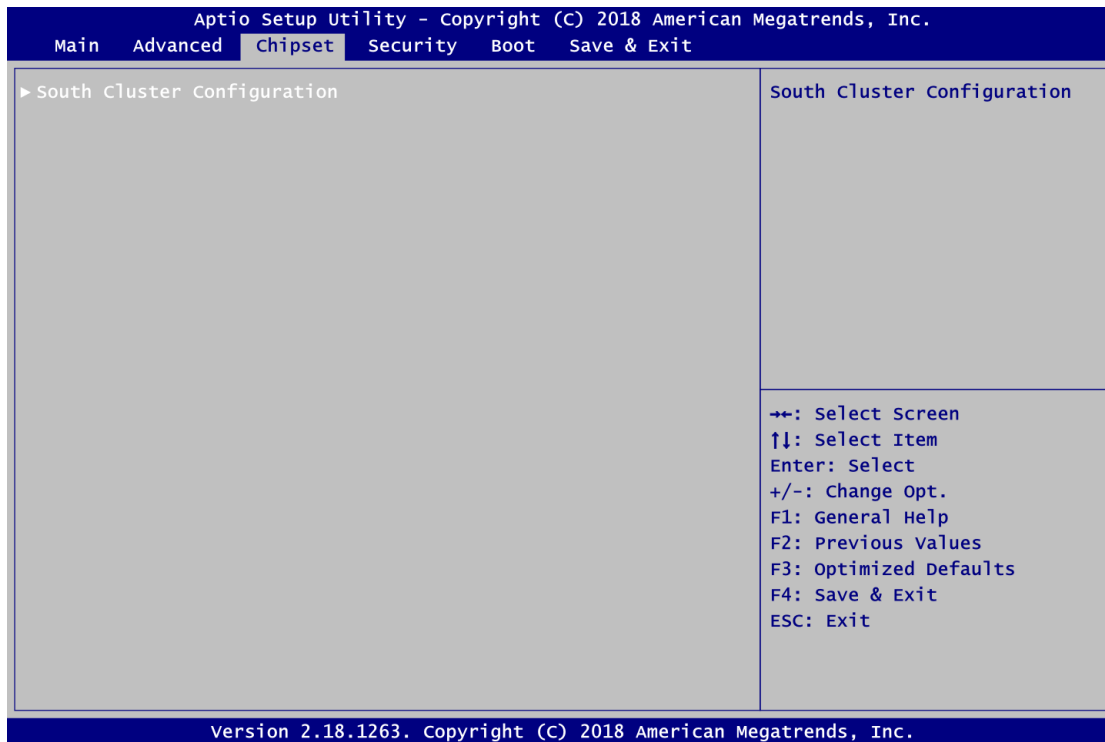 Aptio Setup Utility - Copyright (C) 2018 American Megatrends, Inc.
Main Advanced Chipset Security Boot Save & Exit
► South Cluster Configuration
South Cluster Configuration
→←: Select Screen
↑↓: Select Item
Enter: Select
+/-: Change Opt.
F1: General Help
F2: Previous Values
F3: Optimized Defaults
F4: Save & Exit
ESC: Exit
Version 2.18.1263. Copyright (C) 2018 American Megatrends, Inc.